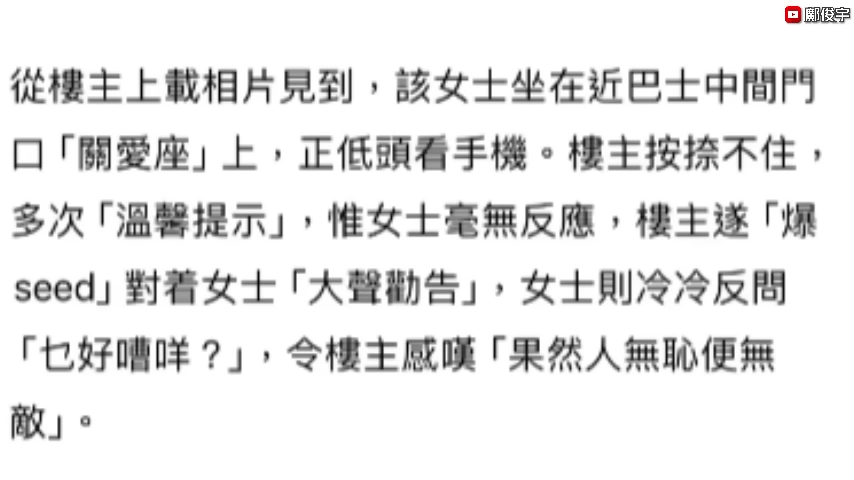 鄺俊宇
從樓主上載相片見到，該女士坐在近巴士中間門
口「關愛座」上，正低頭看手機。樓主按捺不住，
多次「溫馨提示」，惟女士毫無反應，樓主遂「爆
seed」對着女士「大聲勸告」，女士則冷冷反問
「乜好嘈咩？」，令樓主感嘆「果然人無恥便無
敵」。